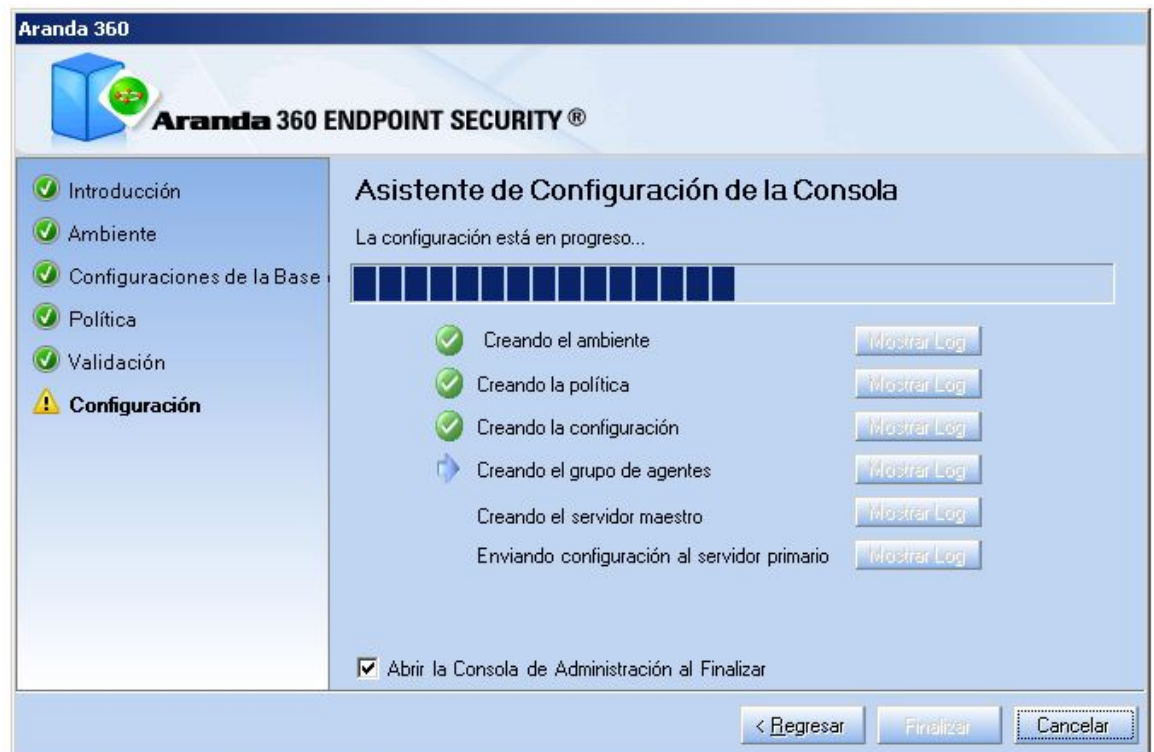 Aranda 360
Aranda 360 ENDPOINT SECURITY ®
Introducción
Ambiente
Configuraciones de la Base
Política
Validación
Configuración
Asistente de Configuración de la Consola
La configuración está en progreso...
Creando el ambiente Mostrar Log
Creando la política Mostrar Log
Creando la configuración Mostrar Log
Creando el grupo de agentes Mostrar Log
Creando el servidor maestro Mostrar Log
Enviando configuración al servidor primario Mostrar Log
Abrir la Consola de Administración al Finalizar
< Regresar Finalizar Cancelar